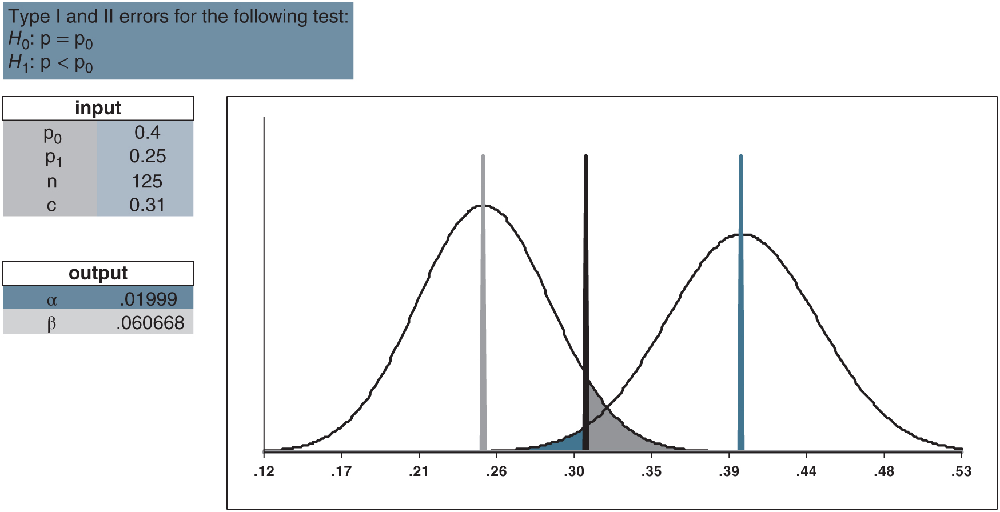 Type I and II errors for the following test:
H₀: p = p₀
H₁: p < p₀
input
p₀ 0.4
p₁ 0.25
n 125
c 0.31
output
α .01999
β .060668
.12 .17 .21 .26 .30 .35 .39 .44 .48 .53